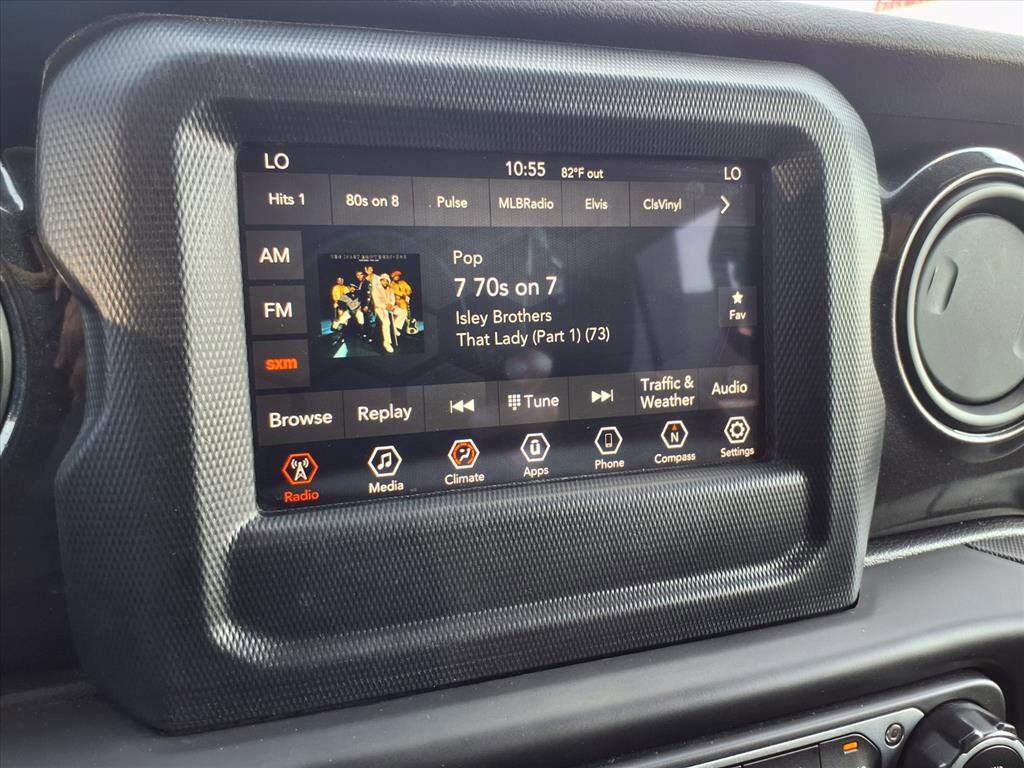 LO 10:55 82°F out LO
Hits 1 80s on 8 Pulse MLBRadio Elvis ClsVinyl
AM
FM
sxm
Pop
7 70s on 7
Isley Brothers
That Lady (Part 1) (73)
Fav
Browse Replay Tune Traffic & Weather Audio
Radio Media Climate Apps Phone Compass Settings
N